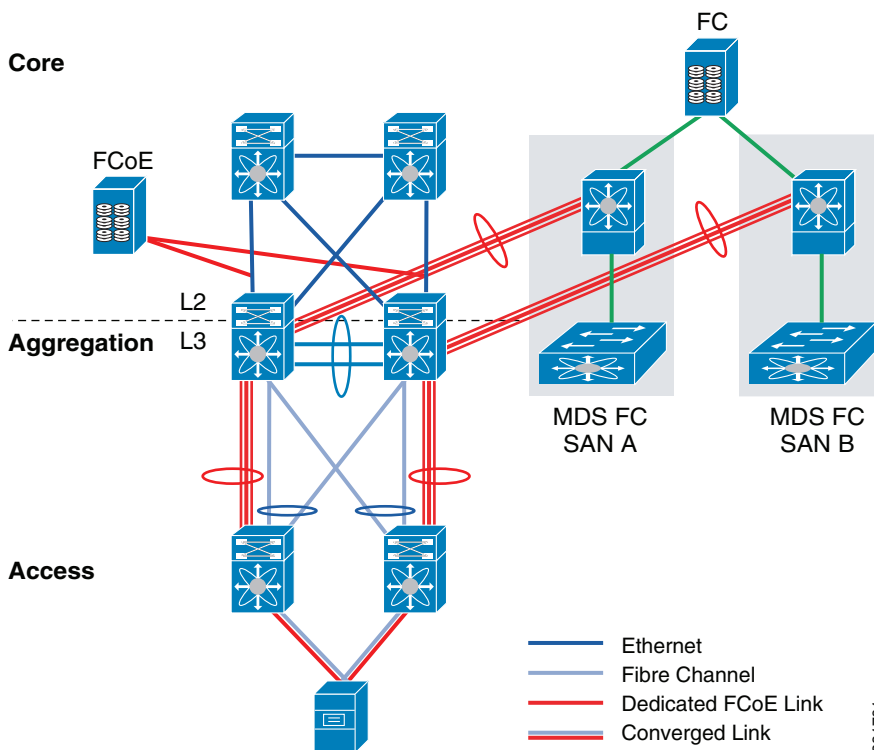 FC
Core
FCoE
L2
Aggregation
L3
MDS FC
SAN A
MDS FC
SAN B
Access
Ethernet
Fibre Channel
Dedicated FCoE Link
Converged Link